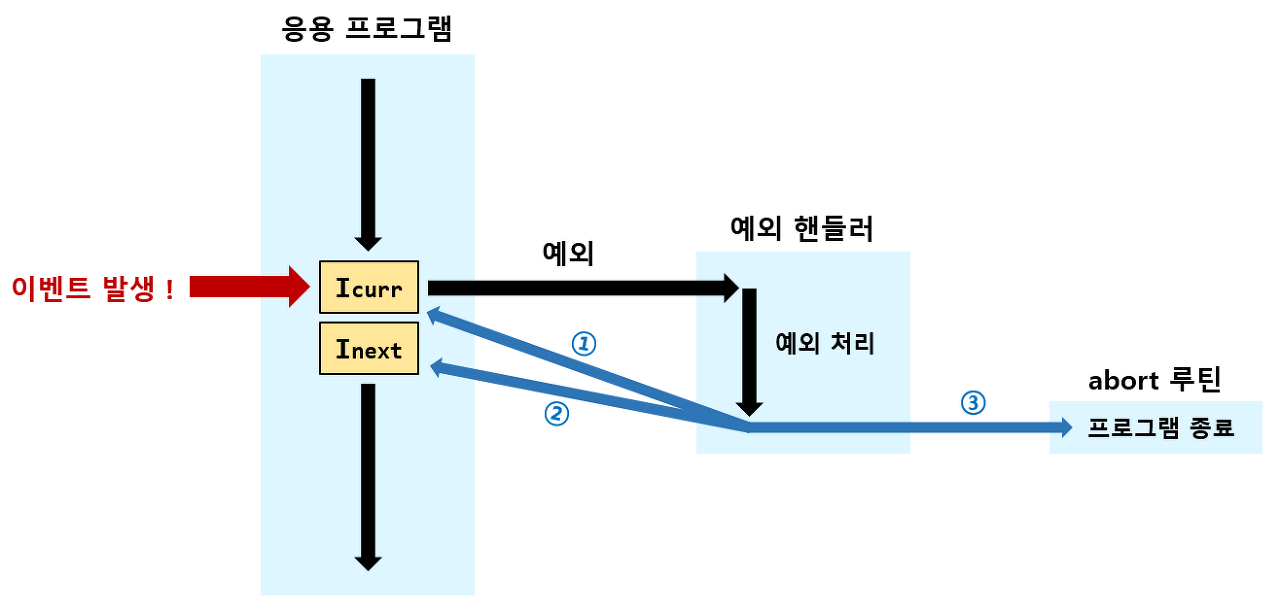 응용 프로그램
예외 핸들러
예외
이벤트 발생 !
Icurr
Inext
①
예외 처리
②
③
abort 루틴
프로그램 종료